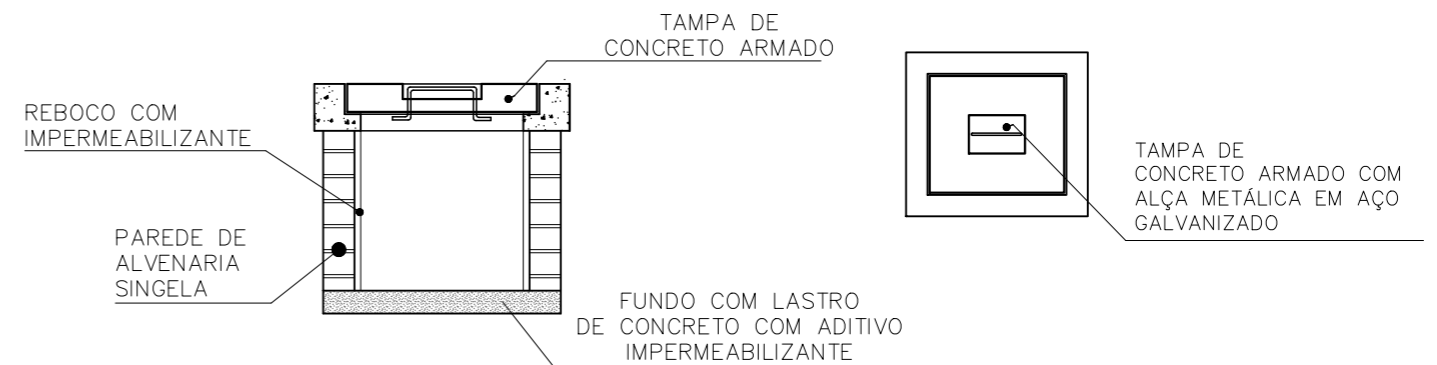 TAMPA DE
CONCRETO ARMADO
REBOCO COM
IMPERMEABILIZANTE
PAREDE DE
ALVENARIA
SINGELA
FUNDO COM LASTRO
DE CONCRETO COM ADITIVO
IMPERMEABILIZANTE
TAMPA DE
CONCRETO ARMADO COM
ALÇA METÁLICA EM AÇO
GALVANIZADO